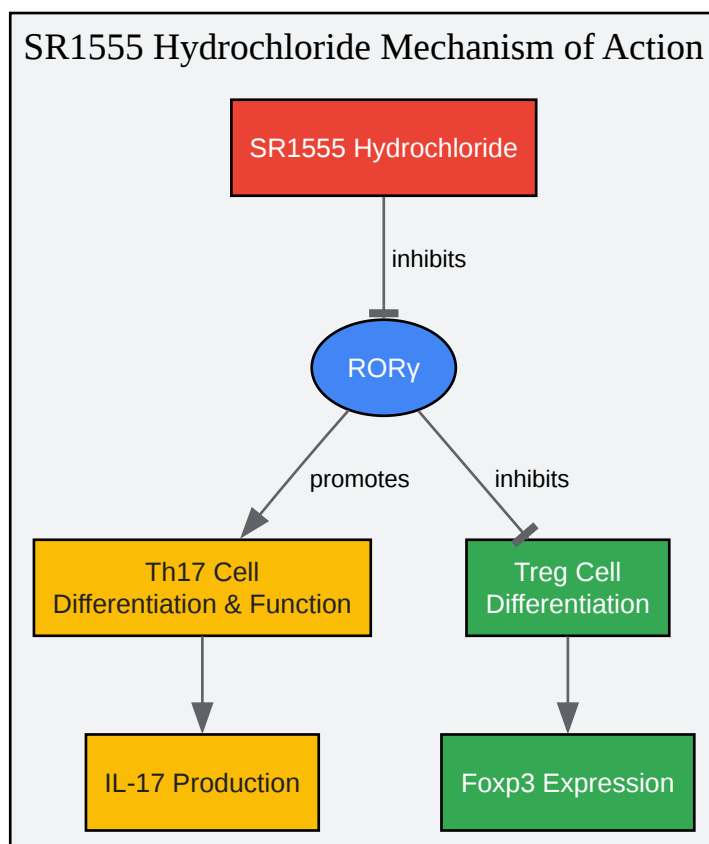 SR1555 Hydrochloride Mechanism of Action
SR1555 Hydrochloride
inhibits
RORγ
promotes
inhibits
Th17 Cell
Differentiation & Function
Treg Cell
Differentiation
IL-17 Production
Foxp3 Expression